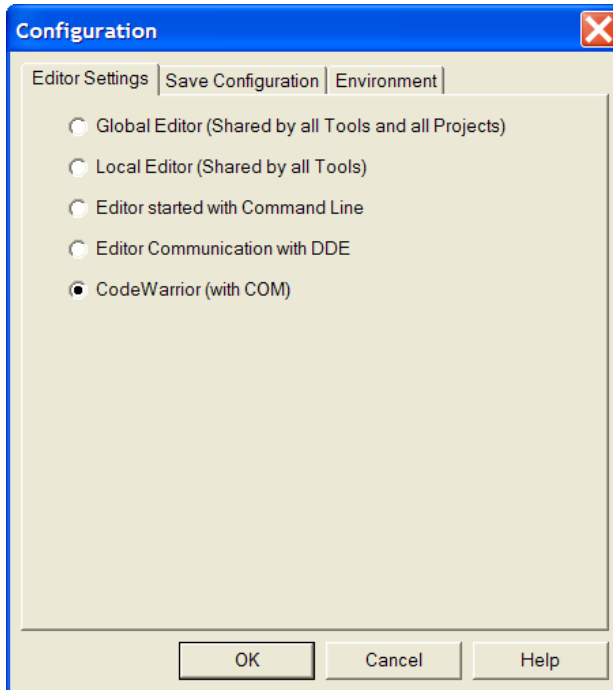 Configuration
Editor Settings Save Configuration Environment
Global Editor (Shared by all Tools and all Projects)
Local Editor (Shared by all Tools)
Editor started with Command Line
Editor Communication with DDE
CodeWarrior (with COM)
OK Cancel Help